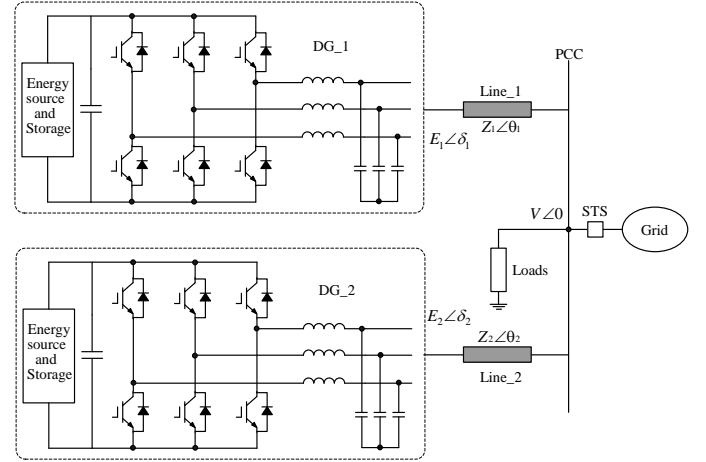 DG_1
Energy
source
and
Storage
Line_1
Z₁∠θ₁
E₁∠δ₁
PCC
V∠0
STS
Grid
Loads
DG_2
Energy
source
and
Storage
E₂∠δ₂
Z₂∠θ₂
Line_2